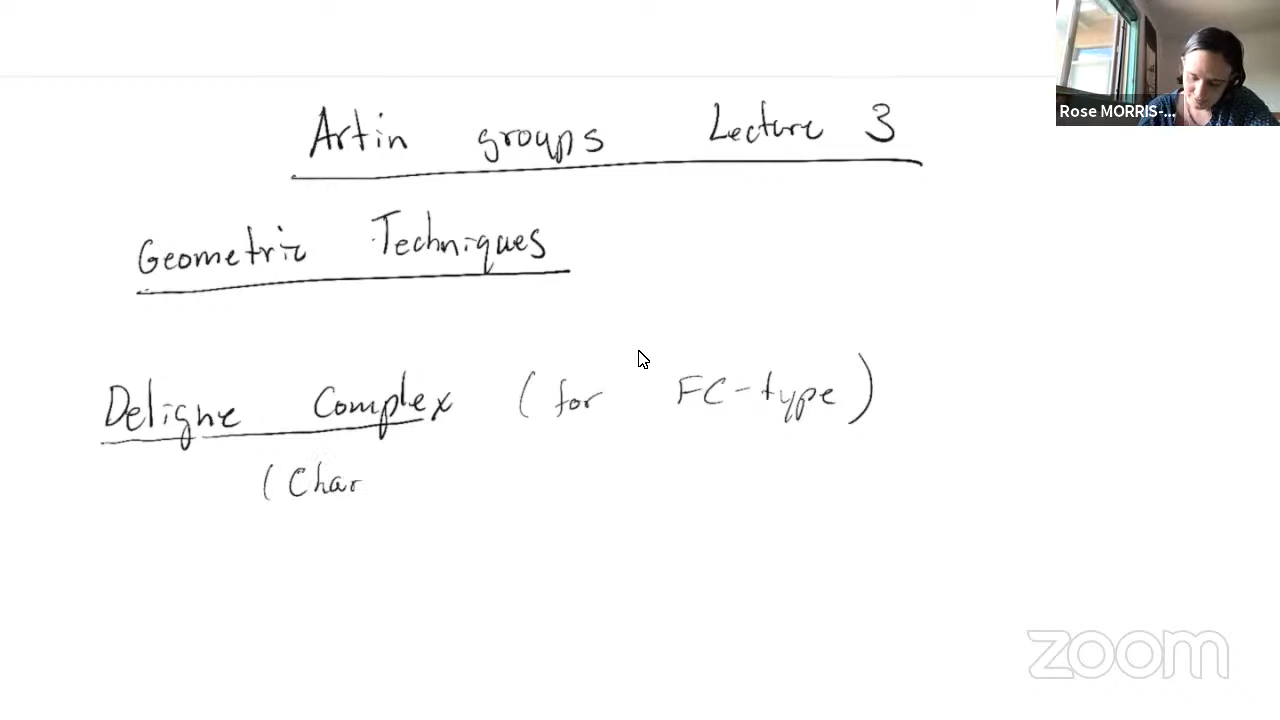 Artin groups Lecture 3
Rose MORRIS-...
Geometric Techniques
Deligne Complex (for FC-type)
(Char
zoom